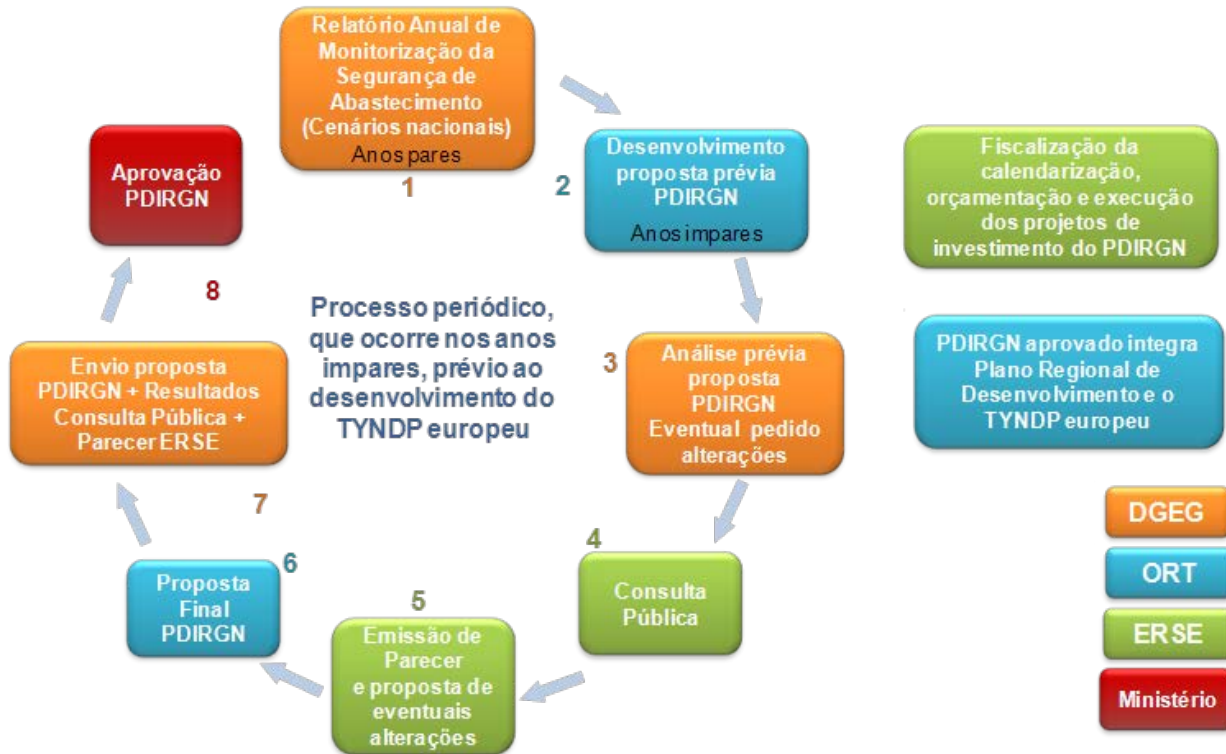 Relatório Anual de
Monitorização da
Segurança de
Abastecimento
(Cenários nacionais)
Anos pares
1
2
Desenvolvimento
proposta prévia
PDIRGN
Anos impares
3
Análise prévia
proposta
PDIRGN
Eventual pedido
alterações
4
Consulta
Pública
5
Emissão de
Parecer
e proposta de
eventuais
alterações
6
Proposta
Final
PDIRGN
7
Envio proposta
PDIRGN + Resultados
Consulta Pública +
Parecer ERSE
8
Aprovação
PDIRGN
Processo periódico,
que ocorre nos anos
impares, prévio ao
desenvolvimento do
TYNDP europeu
Fiscalização da
calendarização,
orçamentação e execução
dos projetos de
investimento do PDIRGN
PDIRGN aprovado integra
Plano Regional de
Desenvolvimento e o
TYNDP europeu
DGEG
ORT
ERSE
Ministério